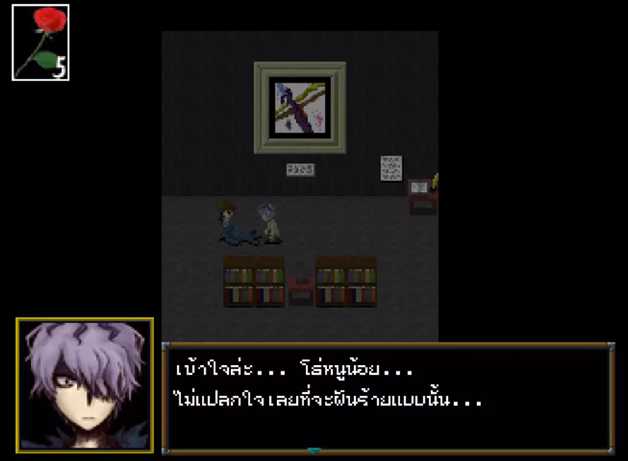 5
เข้าใจล่ะ... โธ่หนูน้อย...
ไม่แปลกใจเลยที่จะฝันร้ายแบบนั้น...